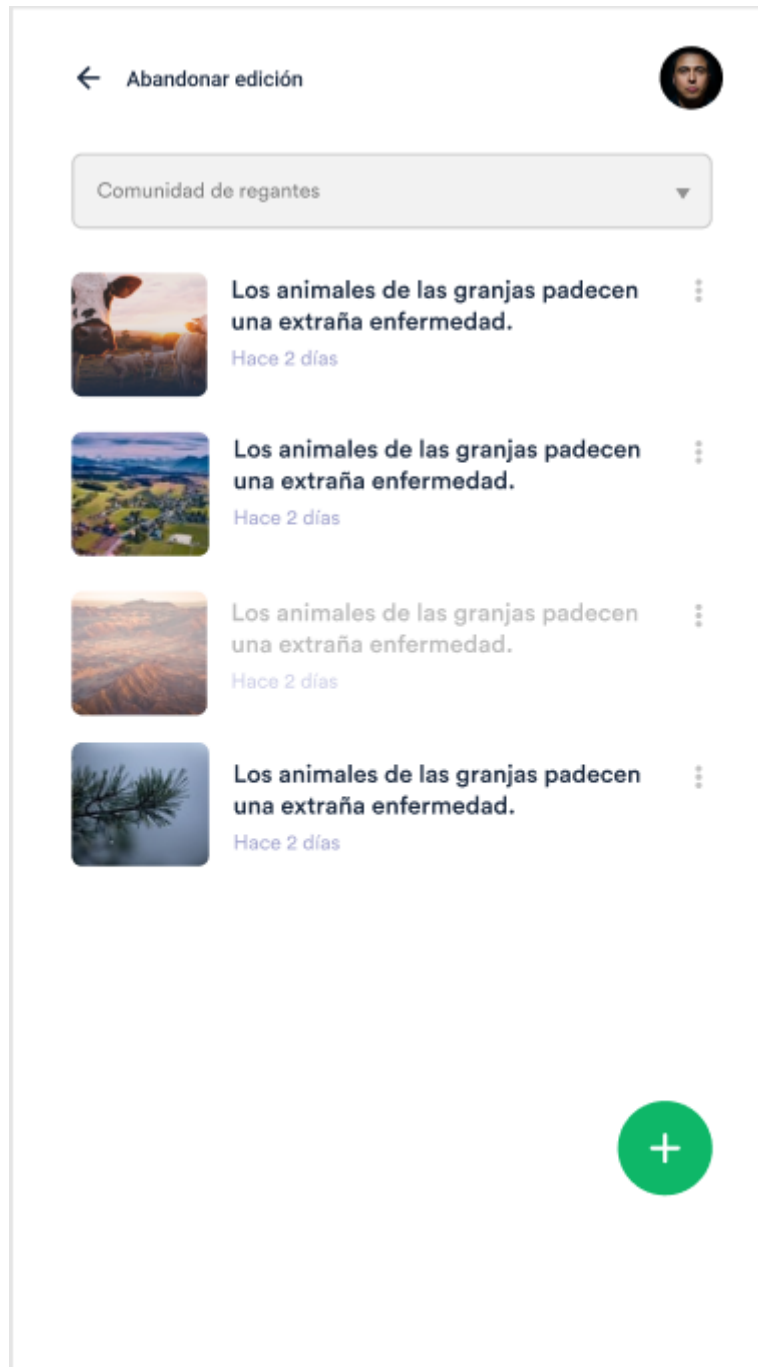 Abandonar edición
Comunidad de regantes
Los animales de las granjas padecen
una extraña enfermedad.
Hace 2 días
Los animales de las granjas padecen
una extraña enfermedad.
Hace 2 días
Los animales de las granjas padecen
una extraña enfermedad.
Hace 2 días
Los animales de las granjas padecen
una extraña enfermedad.
Hace 2 días